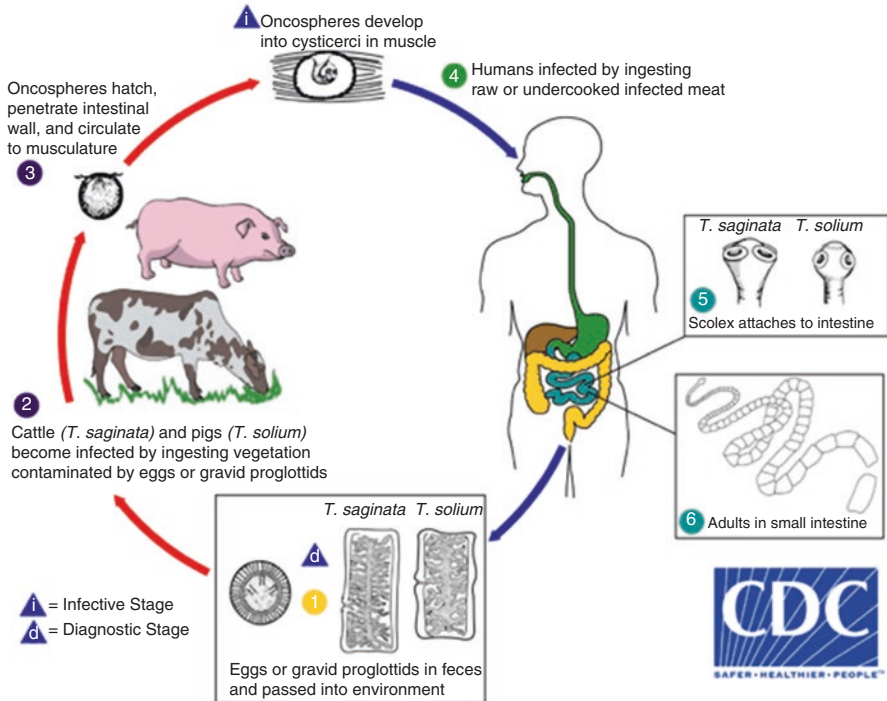 i
Oncospheres develop
into cysticerci in muscle
4
Humans infected by ingesting
raw or undercooked infected meat
Oncospheres hatch,
penetrate intestinal
wall, and circulate
to musculature
3
T. saginata T. solium
5
Scolex attaches to intestine
2
Cattle (T. saginata) and pigs (T. solium)
become infected by ingesting vegetation
contaminated by eggs or gravid proglottids
6
Adults in small intestine
T. saginata T. solium
d
1
Eggs or gravid proglottids in feces
and passed into environment
i = Infective Stage
d = Diagnostic Stage
CDC
SAFER·HEALTHIER·PEOPLE™